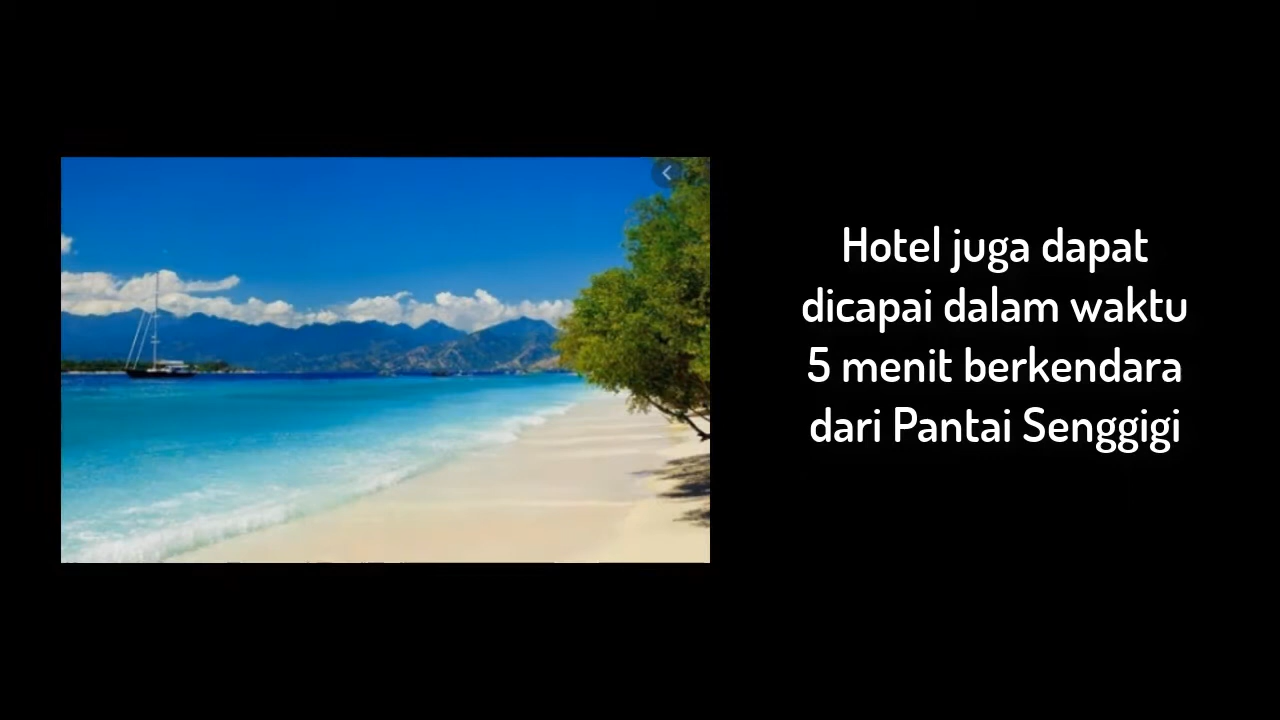 Hotel juga dapat
dicapai dalam waktu
5 menit berkendara
dari Pantai Senggigi